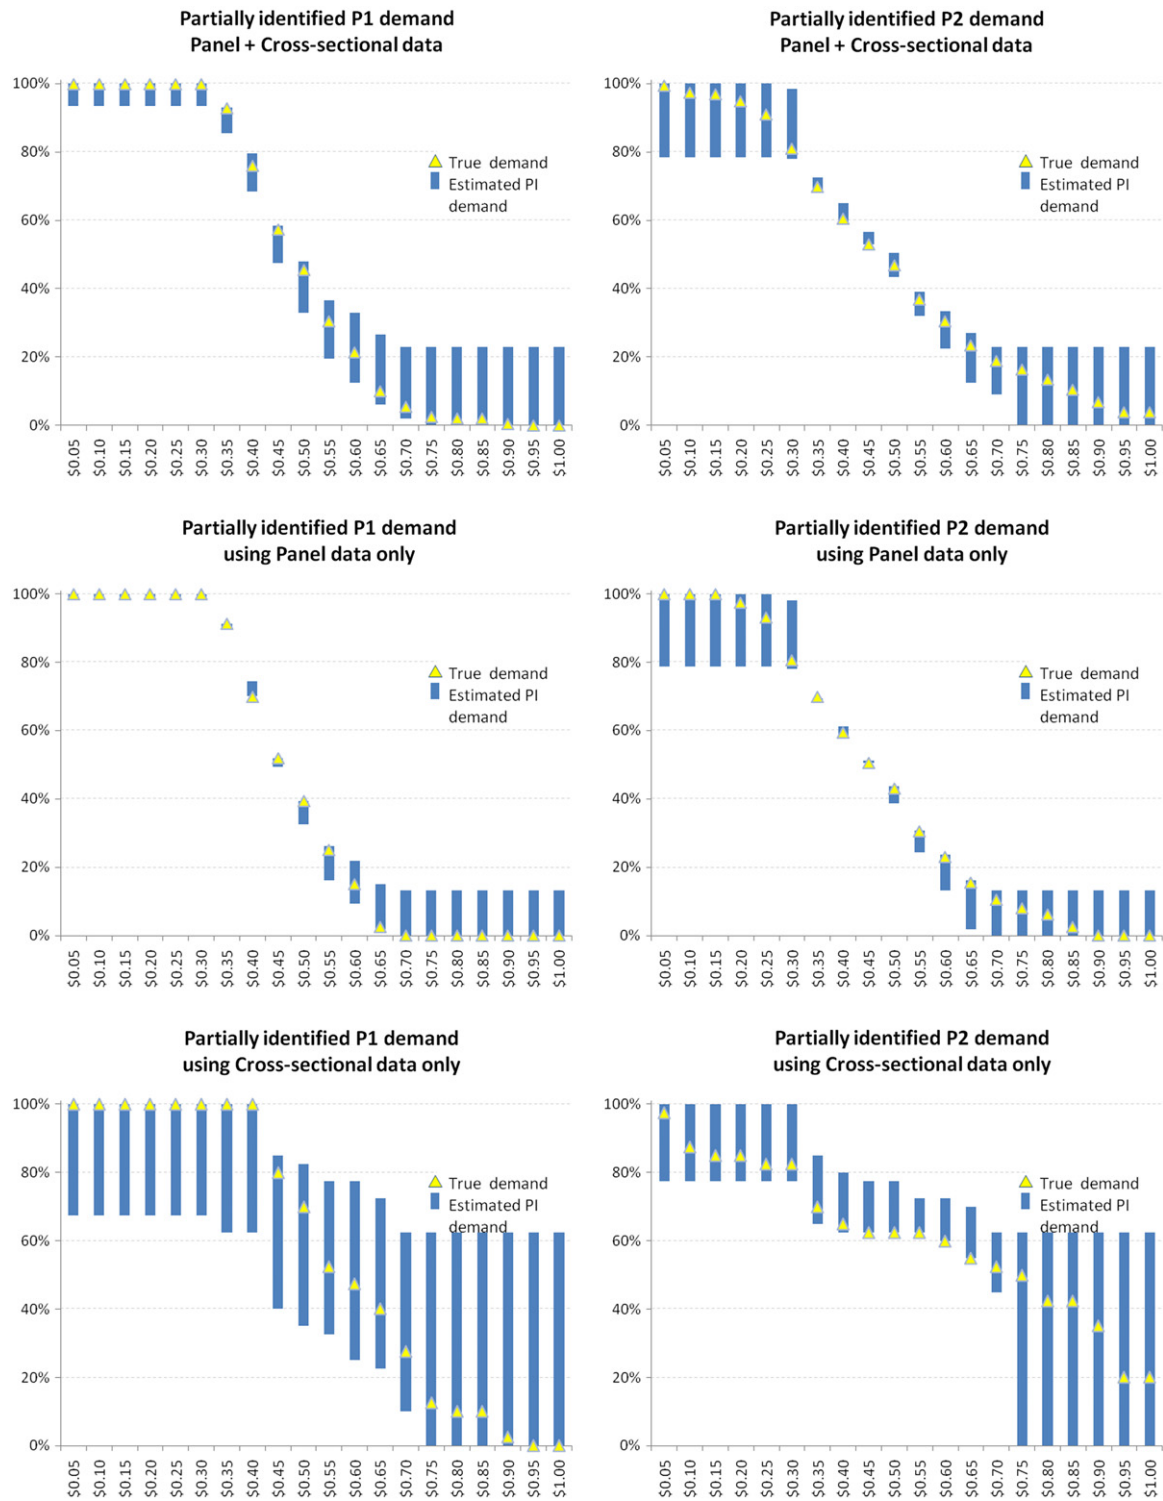 Partially identified P1 demand
Panel + Cross-sectional data
100%
80%
60%
40%
20%
0%
True demand
Estimated PI
demand
$0.05 $0.10 $0.15 $0.20 $0.25 $0.30 $0.35 $0.40 $0.45 $0.50 $0.55 $0.60 $0.65 $0.70 $0.75 $0.80 $0.85 $0.90 $0.95 $1.00
Partially identified P2 demand
Panel + Cross-sectional data
100%
80%
60%
40%
20%
0%
True demand
Estimated PI
demand
$0.05 $0.10 $0.15 $0.20 $0.25 $0.30 $0.35 $0.40 $0.45 $0.50 $0.55 $0.60 $0.65 $0.70 $0.75 $0.80 $0.85 $0.90 $0.95 $1.00
Partially identified P1 demand
using Panel data only
100%
80%
60%
40%
20%
0%
True demand
Estimated PI
demand
$0.05 $0.10 $0.15 $0.20 $0.25 $0.30 $0.35 $0.40 $0.45 $0.50 $0.55 $0.60 $0.65 $0.70 $0.75 $0.80 $0.85 $0.90 $0.95 $1.00
Partially identified P2 demand
using Panel data only
100%
80%
60%
40%
20%
0%
True demand
Estimated PI
demand
$0.05 $0.10 $0.15 $0.20 $0.25 $0.30 $0.35 $0.40 $0.45 $0.50 $0.55 $0.60 $0.65 $0.70 $0.75 $0.80 $0.85 $0.90 $0.95 $1.00
Partially identified P1 demand
using Cross-sectional data only
100%
80%
60%
40%
20%
0%
True demand
Estimated PI
demand
$0.05 $0.10 $0.15 $0.20 $0.25 $0.30 $0.35 $0.40 $0.45 $0.50 $0.55 $0.60 $0.65 $0.70 $0.75 $0.80 $0.85 $0.90 $0.95 $1.00
Partially identified P2 demand
using Cross-sectional data only
100%
80%
60%
40%
20%
0%
True demand
Estimated PI
demand
$0.05 $0.10 $0.15 $0.20 $0.25 $0.30 $0.35 $0.40 $0.45 $0.50 $0.55 $0.60 $0.65 $0.70 $0.75 $0.80 $0.85 $0.90 $0.95 $1.00